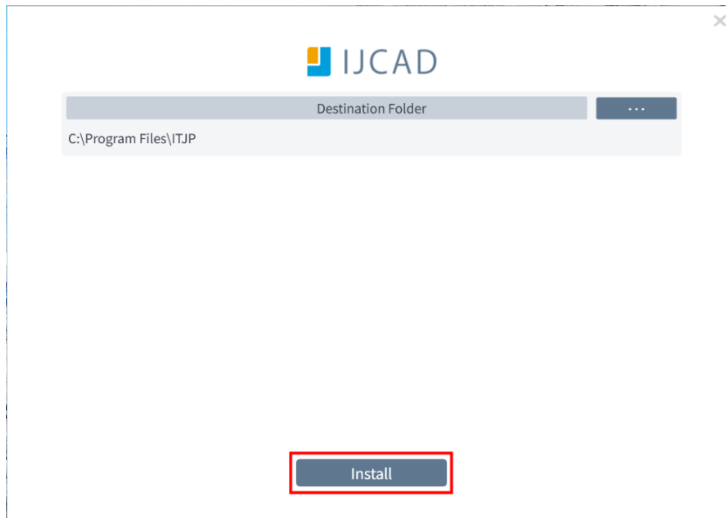 IJCAD
Destination Folder
...
C:\Program Files\ITJP
Install